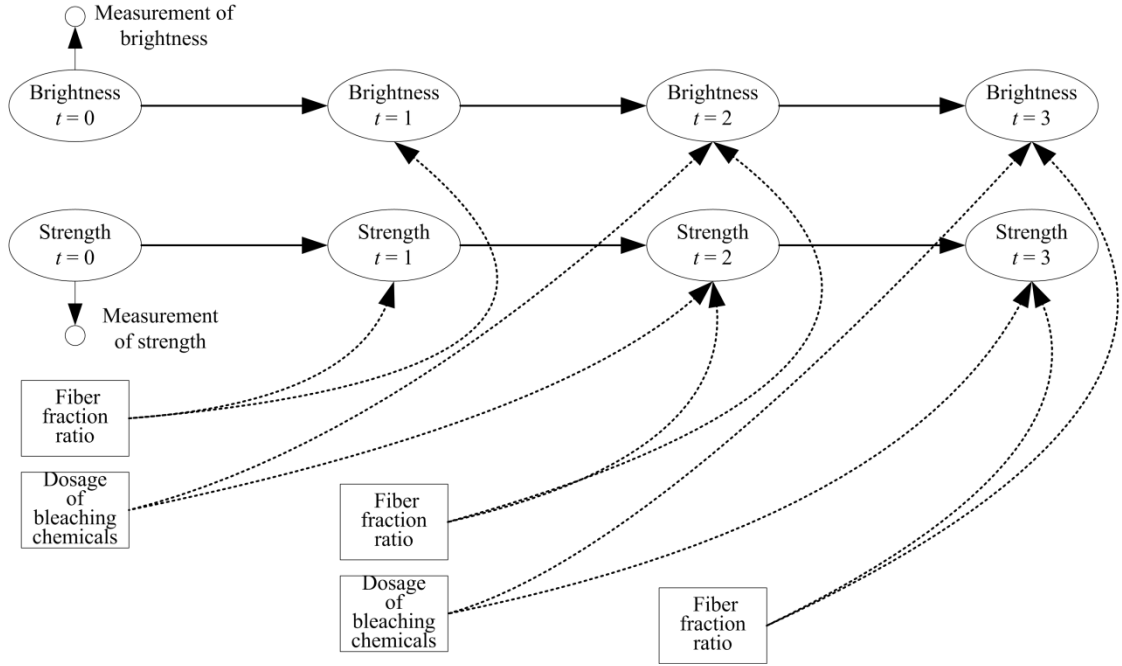 Measurement of
brightness
Brightness
t = 0
Brightness
t = 1
Brightness
t = 2
Brightness
t = 3
Strength
t = 0
Strength
t = 1
Strength
t = 2
Strength
t = 3
Measurement
of strength
Fiber
fraction
ratio
Dosage
of
bleaching
chemicals
Fiber
fraction
ratio
Dosage
of
bleaching
chemicals
Fiber
fraction
ratio